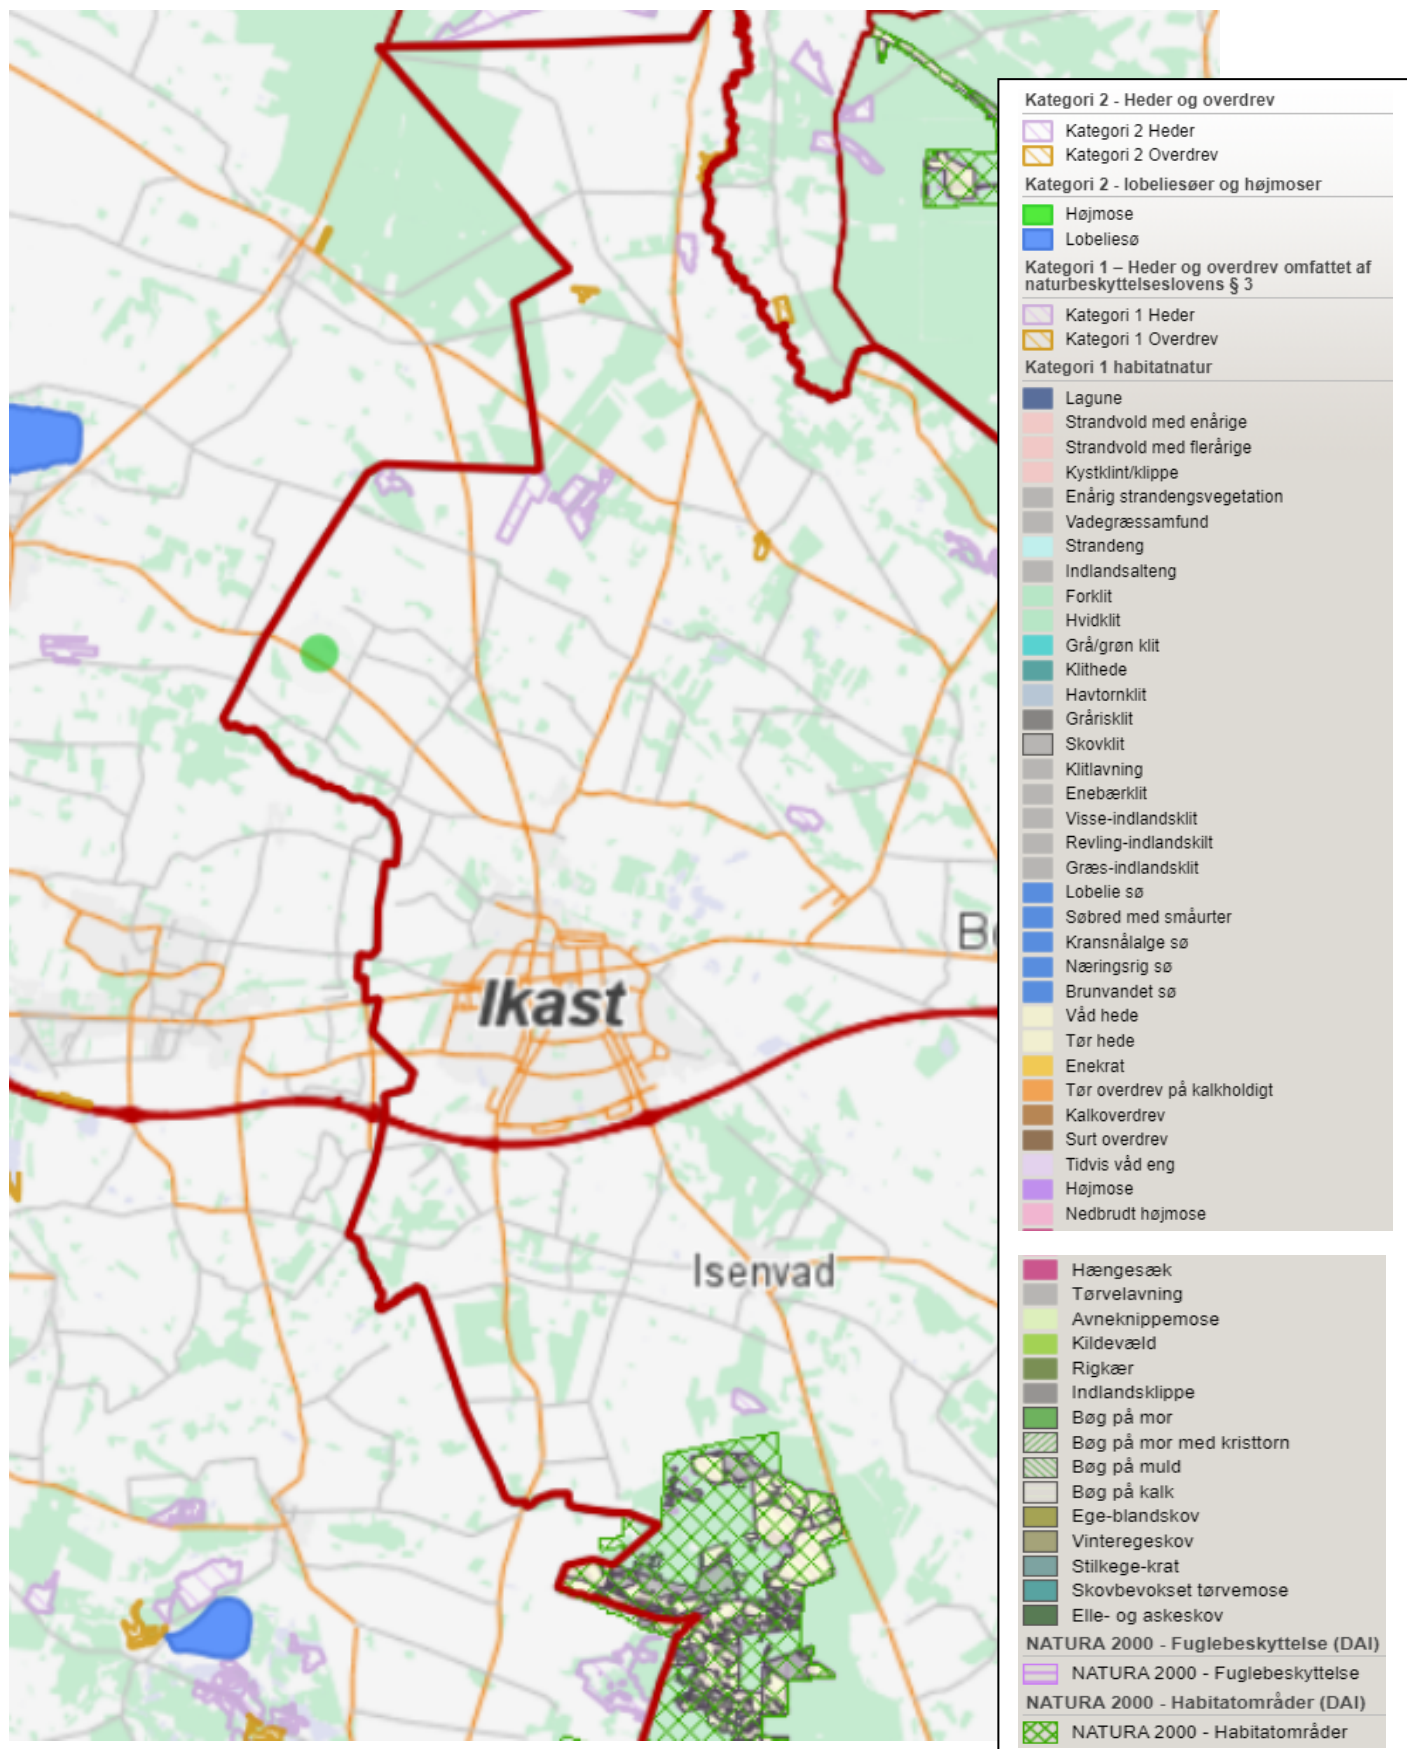 Ikast
Isenvad
Kategori 2 - Heder og overdrev
Kategori 2 Heder
Kategori 2 Overdrev
Kategori 2 - lobeliesøer og højmoser
Højmose
Lobeliesø
Kategori 1 – Heder og overdrev omfattet af
naturbeskyttelseslovens § 3
Kategori 1 Heder
Kategori 1 Overdrev
Kategori 1 habitatnatur
Lagune
Strandvold med enårige
Strandvold med flerårige
Kystklint/klippe
Enårig strandengsvegetation
Vadegræssamfund
Strandeng
Indlandsalteng
Forklit
Hvidklit
Grå/grøn klit
Klithede
Havtornklit
Grårisklit
Skovklit
Klitlavning
Enebærklit
Visse-indlandsklit
Revling-indlandskilt
Græs-indlandsklit
Lobelie sø
Søbred med småurter
Kransnålalge sø
Næringsrig sø
Brunvandet sø
Våd hede
Tør hede
Enekrat
Tør overdrev på kalkholdigt
Kalkoverdrev
Surt overdrev
Tidvis våd eng
Højmose
Nedbrudt højmose
Hængesæk
Tørvelavning
Avneknippemose
Kildevæld
Rigkær
Indlandsklippe
Bøg på mor
Bøg på mor med kristtorn
Bøg på muld
Bøg på kalk
Ege-blandskov
Vinteregeskov
Stilkege-krat
Skovbevokset tørvemose
Elle- og askeskov
NATURA 2000 - Fuglebeskyttelse (DAI)
NATURA 2000 - Fuglebeskyttelse
NATURA 2000 - Habitatområder (DAI)
NATURA 2000 - Habitatområder